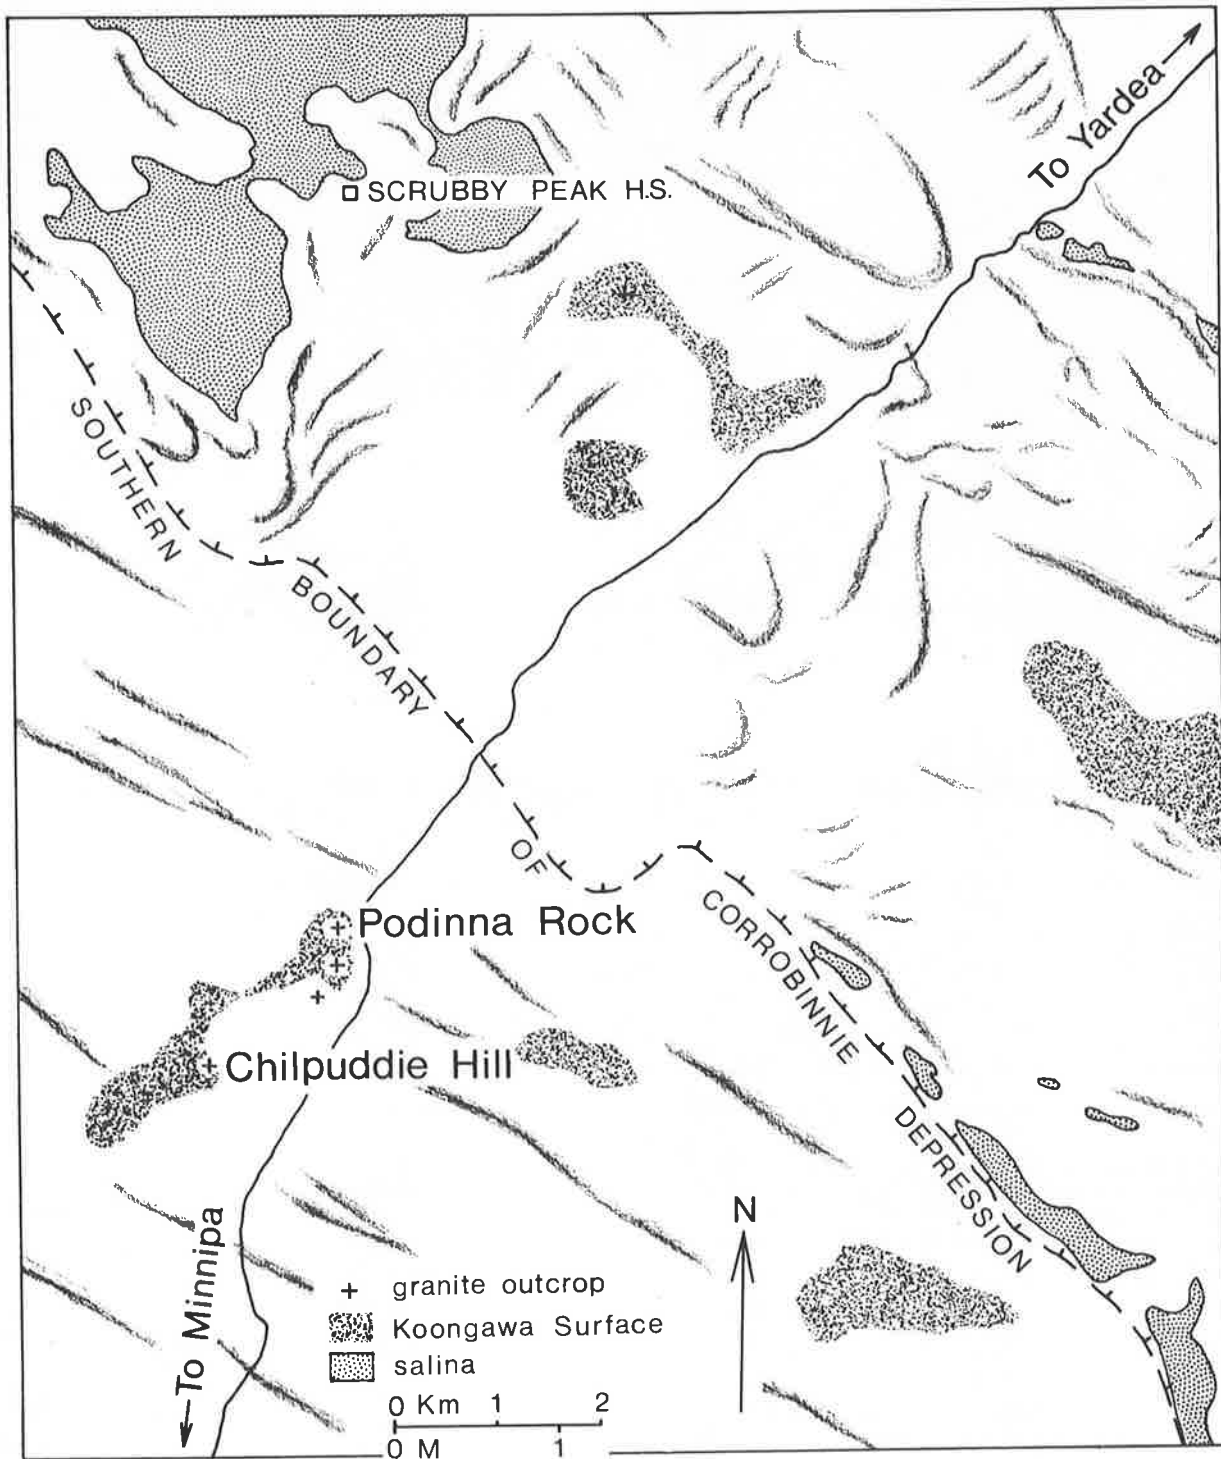 To Yardea
SCRUBBY PEAK H.S.
SOUTHERN
BOUNDARY
OF
CORROBINNIE
DEPRESSION
Podinna Rock
Chilpuddie Hill
To Minnipa
N
+ granite outcrop
Koongawa Surface
salina
0 Km 1 2
0 M 1